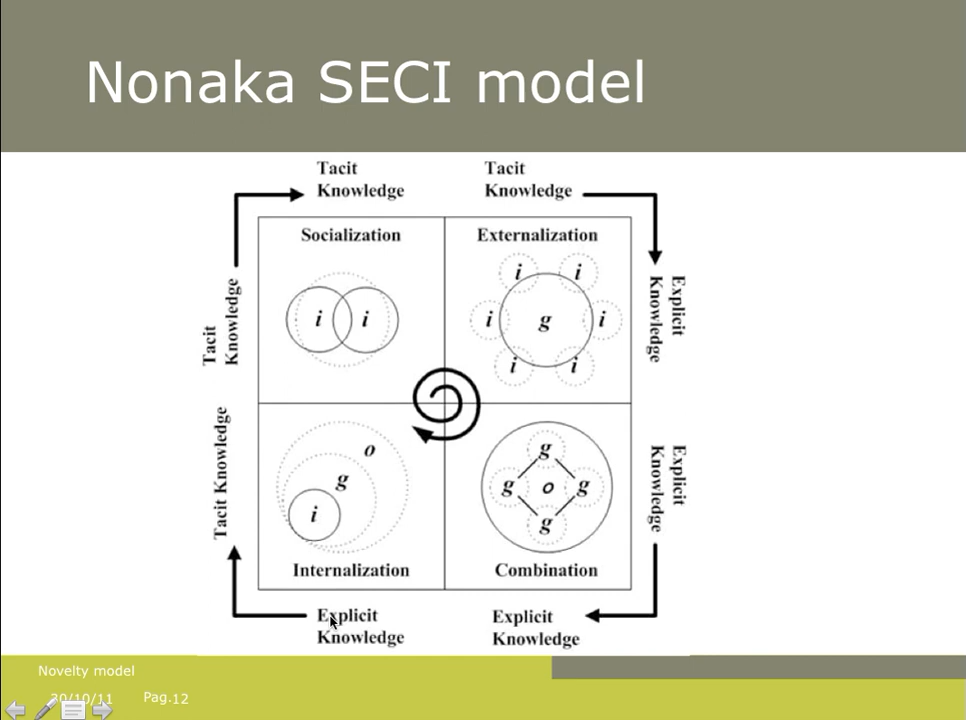 Nonaka SECI model
Tacit
Knowledge
Tacit
Knowledge
Socialization
Externalization
Tacit
Knowledge
Explicit
Knowledge
i
i
i
i
i
i
g
i
i
i
Tacit Knowledge
Explicit
Knowledge
o
g
i
g
g
o
g
g
Internalization
Combination
Explicit
Knowledge
Explicit
Knowledge
Novelty model
20/10/11
Pag.12